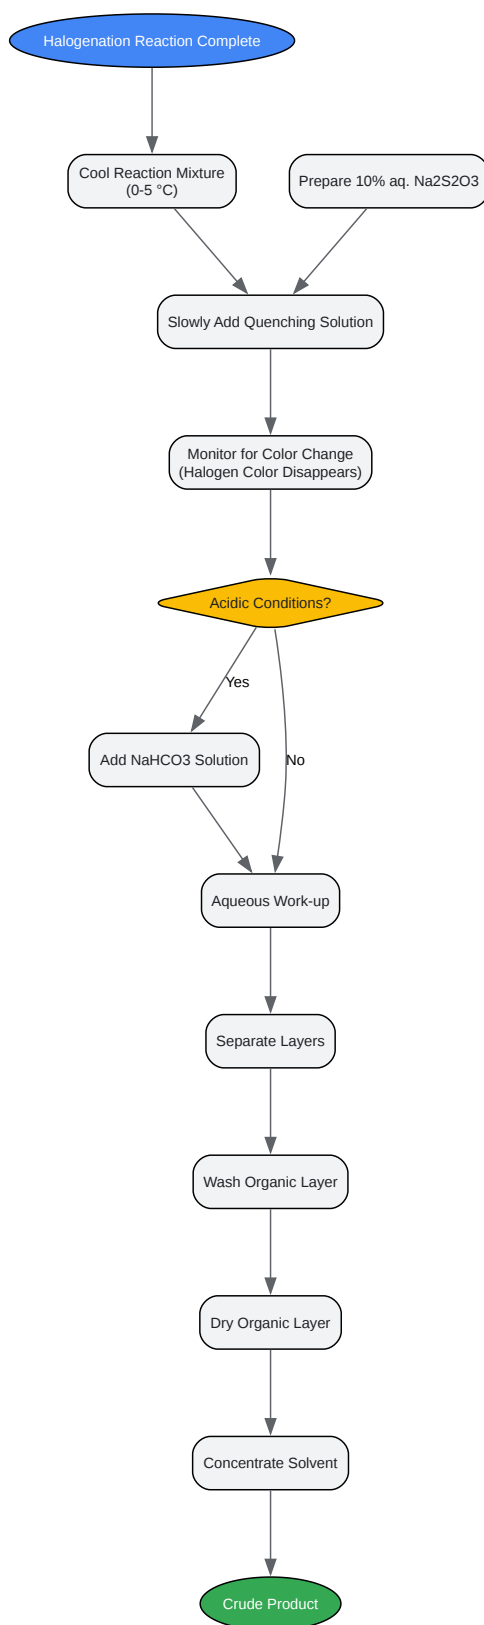 Halogenation Reaction Complete
Cool Reaction Mixture
(0-5 °C)
Prepare 10% aq. Na2S2O3
Slowly Add Quenching Solution
Monitor for Color Change
(Halogen Color Disappears)
Acidic Conditions?
Yes
Add NaHCO3 Solution
No
Aqueous Work-up
Separate Layers
Wash Organic Layer
Dry Organic Layer
Concentrate Solvent
Crude Product